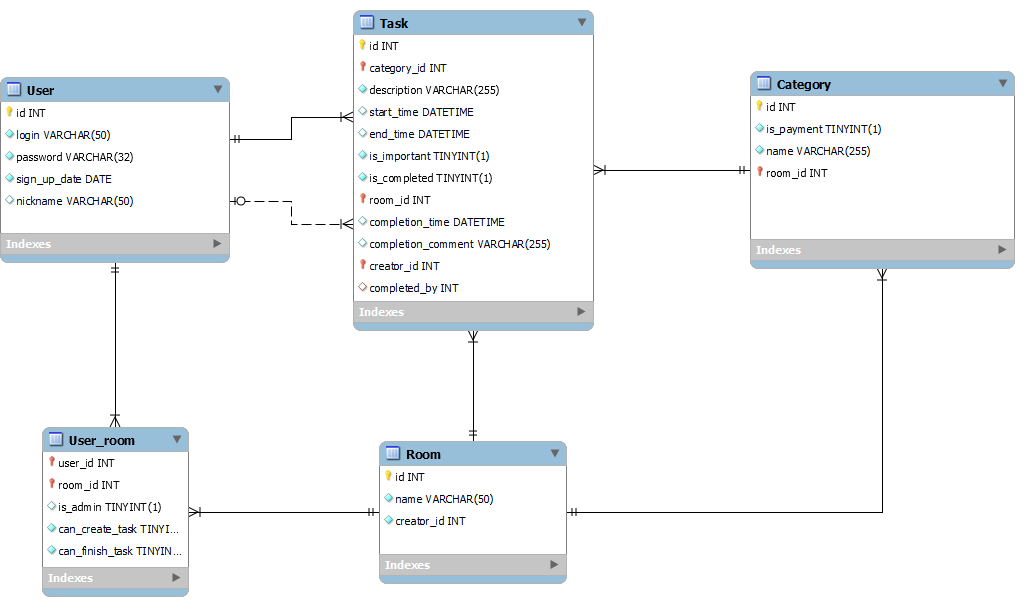 Task
id INT
category_id INT
description VARCHAR(255)
start_time DATETIME
end_time DATETIME
is_important TINYINT(1)
is_completed TINYINT(1)
room_id INT
completion_time DATETIME
completion_comment VARCHAR(255)
creator_id INT
completed_by INT
Indexes
User
id INT
login VARCHAR(50)
password VARCHAR(32)
sign_up_date DATE
nickname VARCHAR(50)
Indexes
Category
id INT
is_payment TINYINT(1)
name VARCHAR(255)
room_id INT
Indexes
User_room
user_id INT
room_id INT
is_admin TINYINT(1)
can_create_task TINYI...
can_finish_task TINYIN...
Indexes
Room
id INT
name VARCHAR(50)
creator_id INT
Indexes